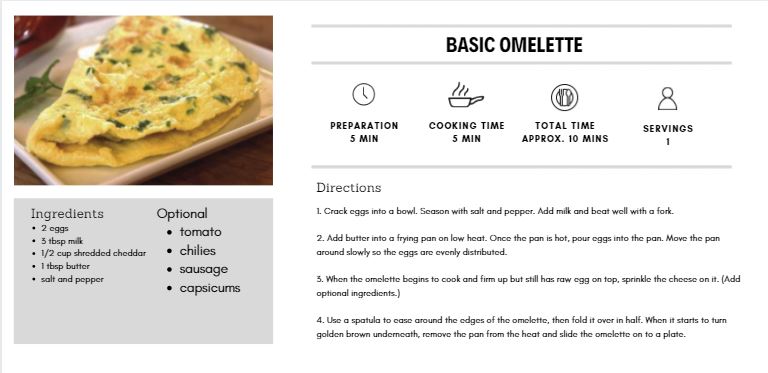 BASIC OMELETTE
PREPARATION
5 MIN
COOKING TIME
5 MIN
TOTAL TIME
APPROX. 10 MINS
SERVINGS
1
Ingredients
• 2 eggs
• 3 tbsp milk
• 1/2 cup shredded cheddar
• 1 tbsp butter
• salt and pepper
Optional
• tomato
• chilies
• sausage
• capsicums
Directions
1. Crack eggs into a bowl. Season with salt and pepper. Add milk and beat well with a fork.
2. Add butter into a frying pan on low heat. Once the pan is hot, pour eggs into the pan. Move the pan
around slowly so the eggs are evenly distributed.
3. When the omelette begins to cook and firm up but still has raw egg on top, sprinkle the cheese on it. (Add
optional ingredients.)
4. Use a spatula to ease around the edges of the omelette, then fold it over in half. When it starts to turn
golden brown underneath, remove the pan from the heat and slide the omelette on to a plate.